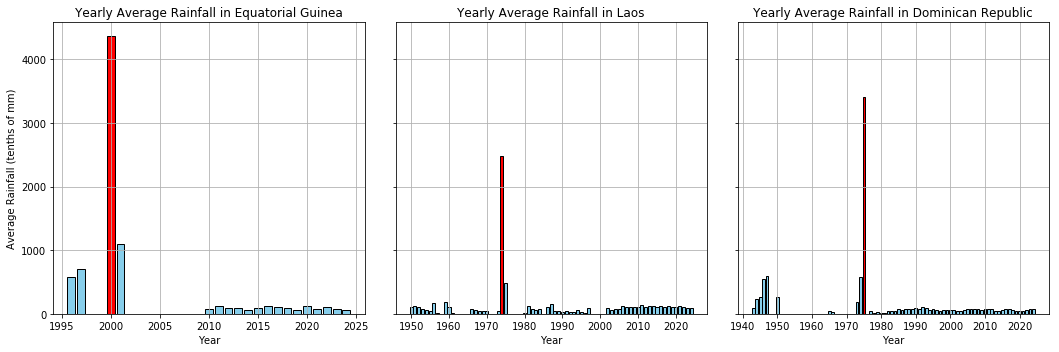 Yearly Average Rainfall in Equatorial Guinea
Average Rainfall (tenths of mm)
4000
3000
2000
1000
0
1995 2000 2005 2010 2015 2020 2025
Year
Yearly Average Rainfall in Laos
1950 1960 1970 1980 1990 2000 2010 2020
Year
Yearly Average Rainfall in Dominican Republic
1940 1950 1960 1970 1980 1990 2000 2010 2020
Year